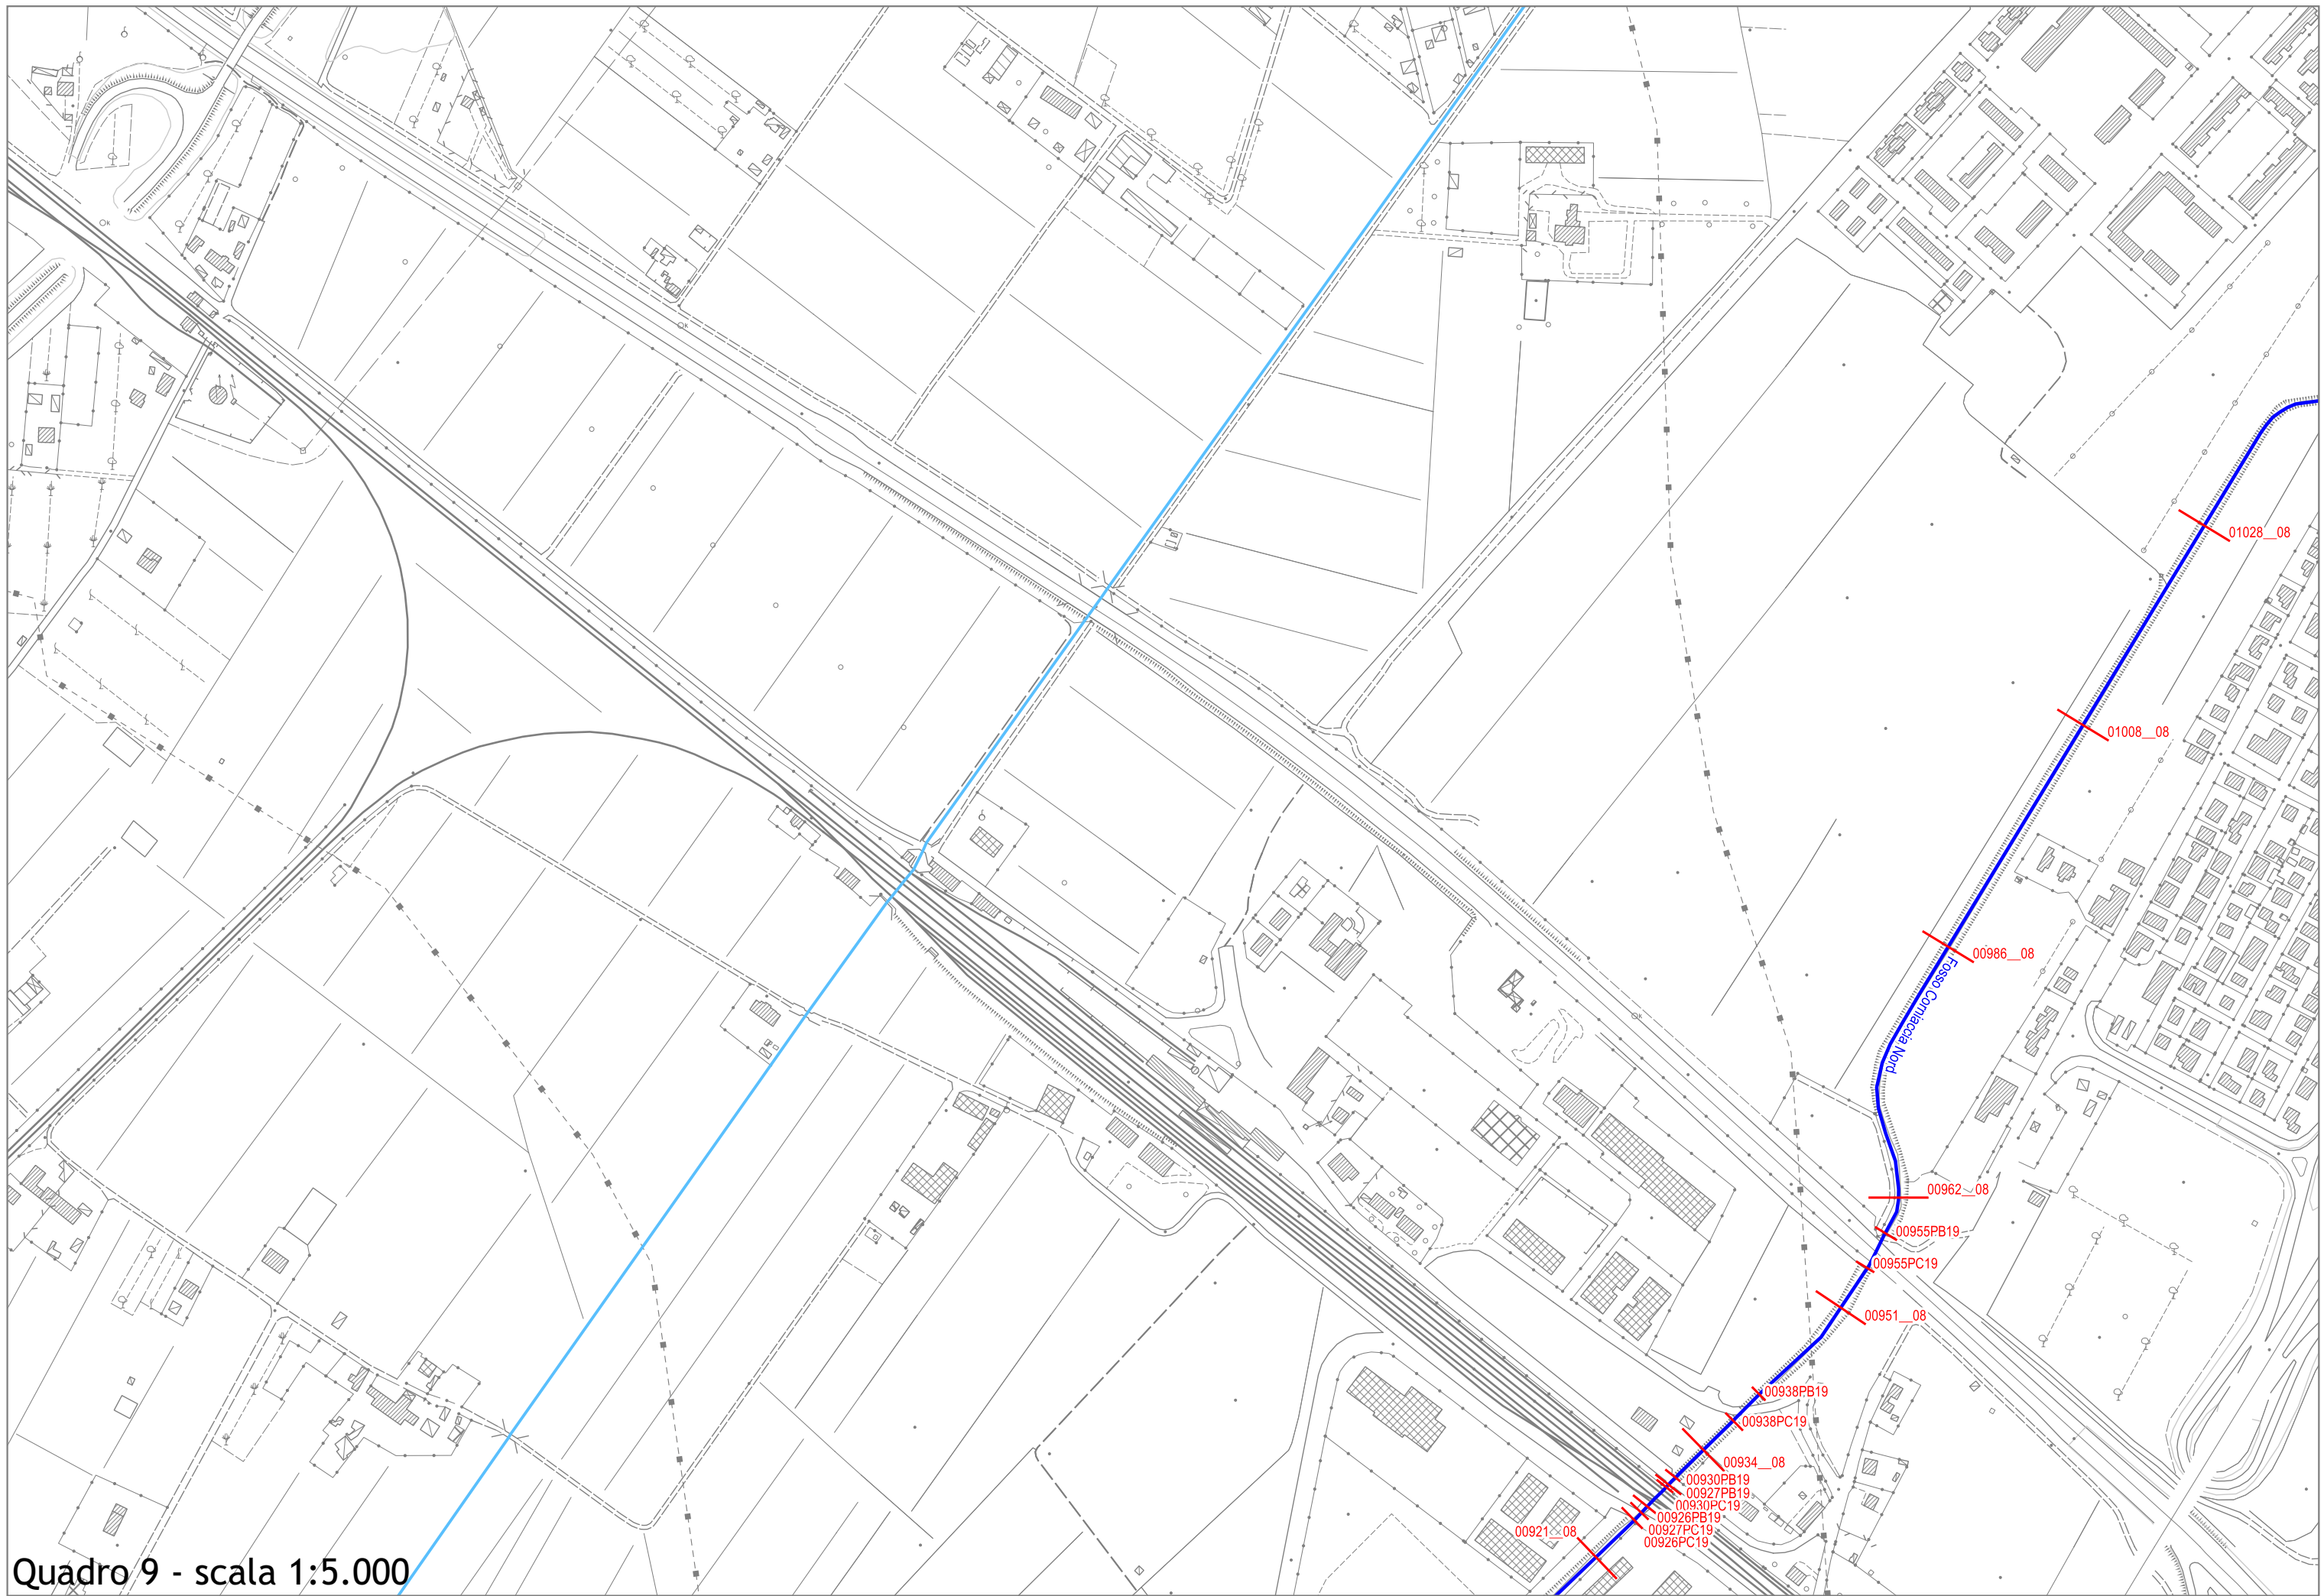 k
k
01028__08
01008__08
00986__08
Fosso Corniaccia Nord
k
00962__08
00955PB19
00955PC19
00951__08
00938PB19
00938PC19
00934__08
00930PB19
00927PB19
00930PC19
00926PB19
00927PC19
00921__08
00926PC19
Quadro 9 - scala 1:5.000